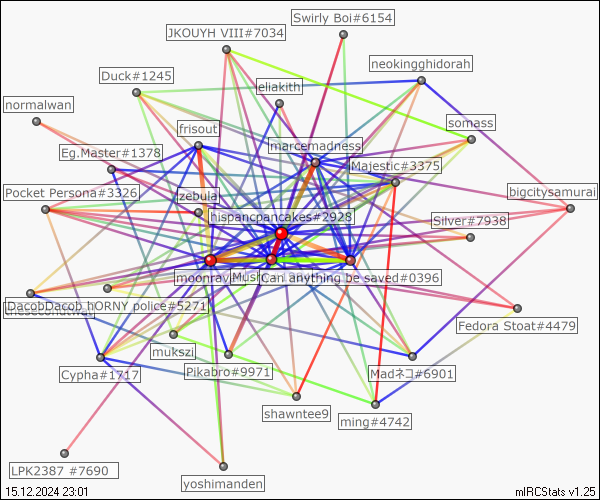 Swirly Boi#6154
JKOUYH VIII#7034
neokingghidorah
Duck#1245
eliakith
normalwan
somass
frisout
marcemadness
Eg.Master#1378
Majestic#3375
Pocket Persona#3326
zebula
bigcitysamurai
hispancpancakes#2928
Silver#7938
moonrav
Can anything be saved#0396
DacobDacob
hORNY police#5271
Fedora Stoat#4479
mukszi
Pikabro#9971
Madネコ#6901
Cypha#1717
shawntee9
ming#4742
LPK2387 #7690
yoshimanden
15.12.2024 23:01
mIRCStats v1.25